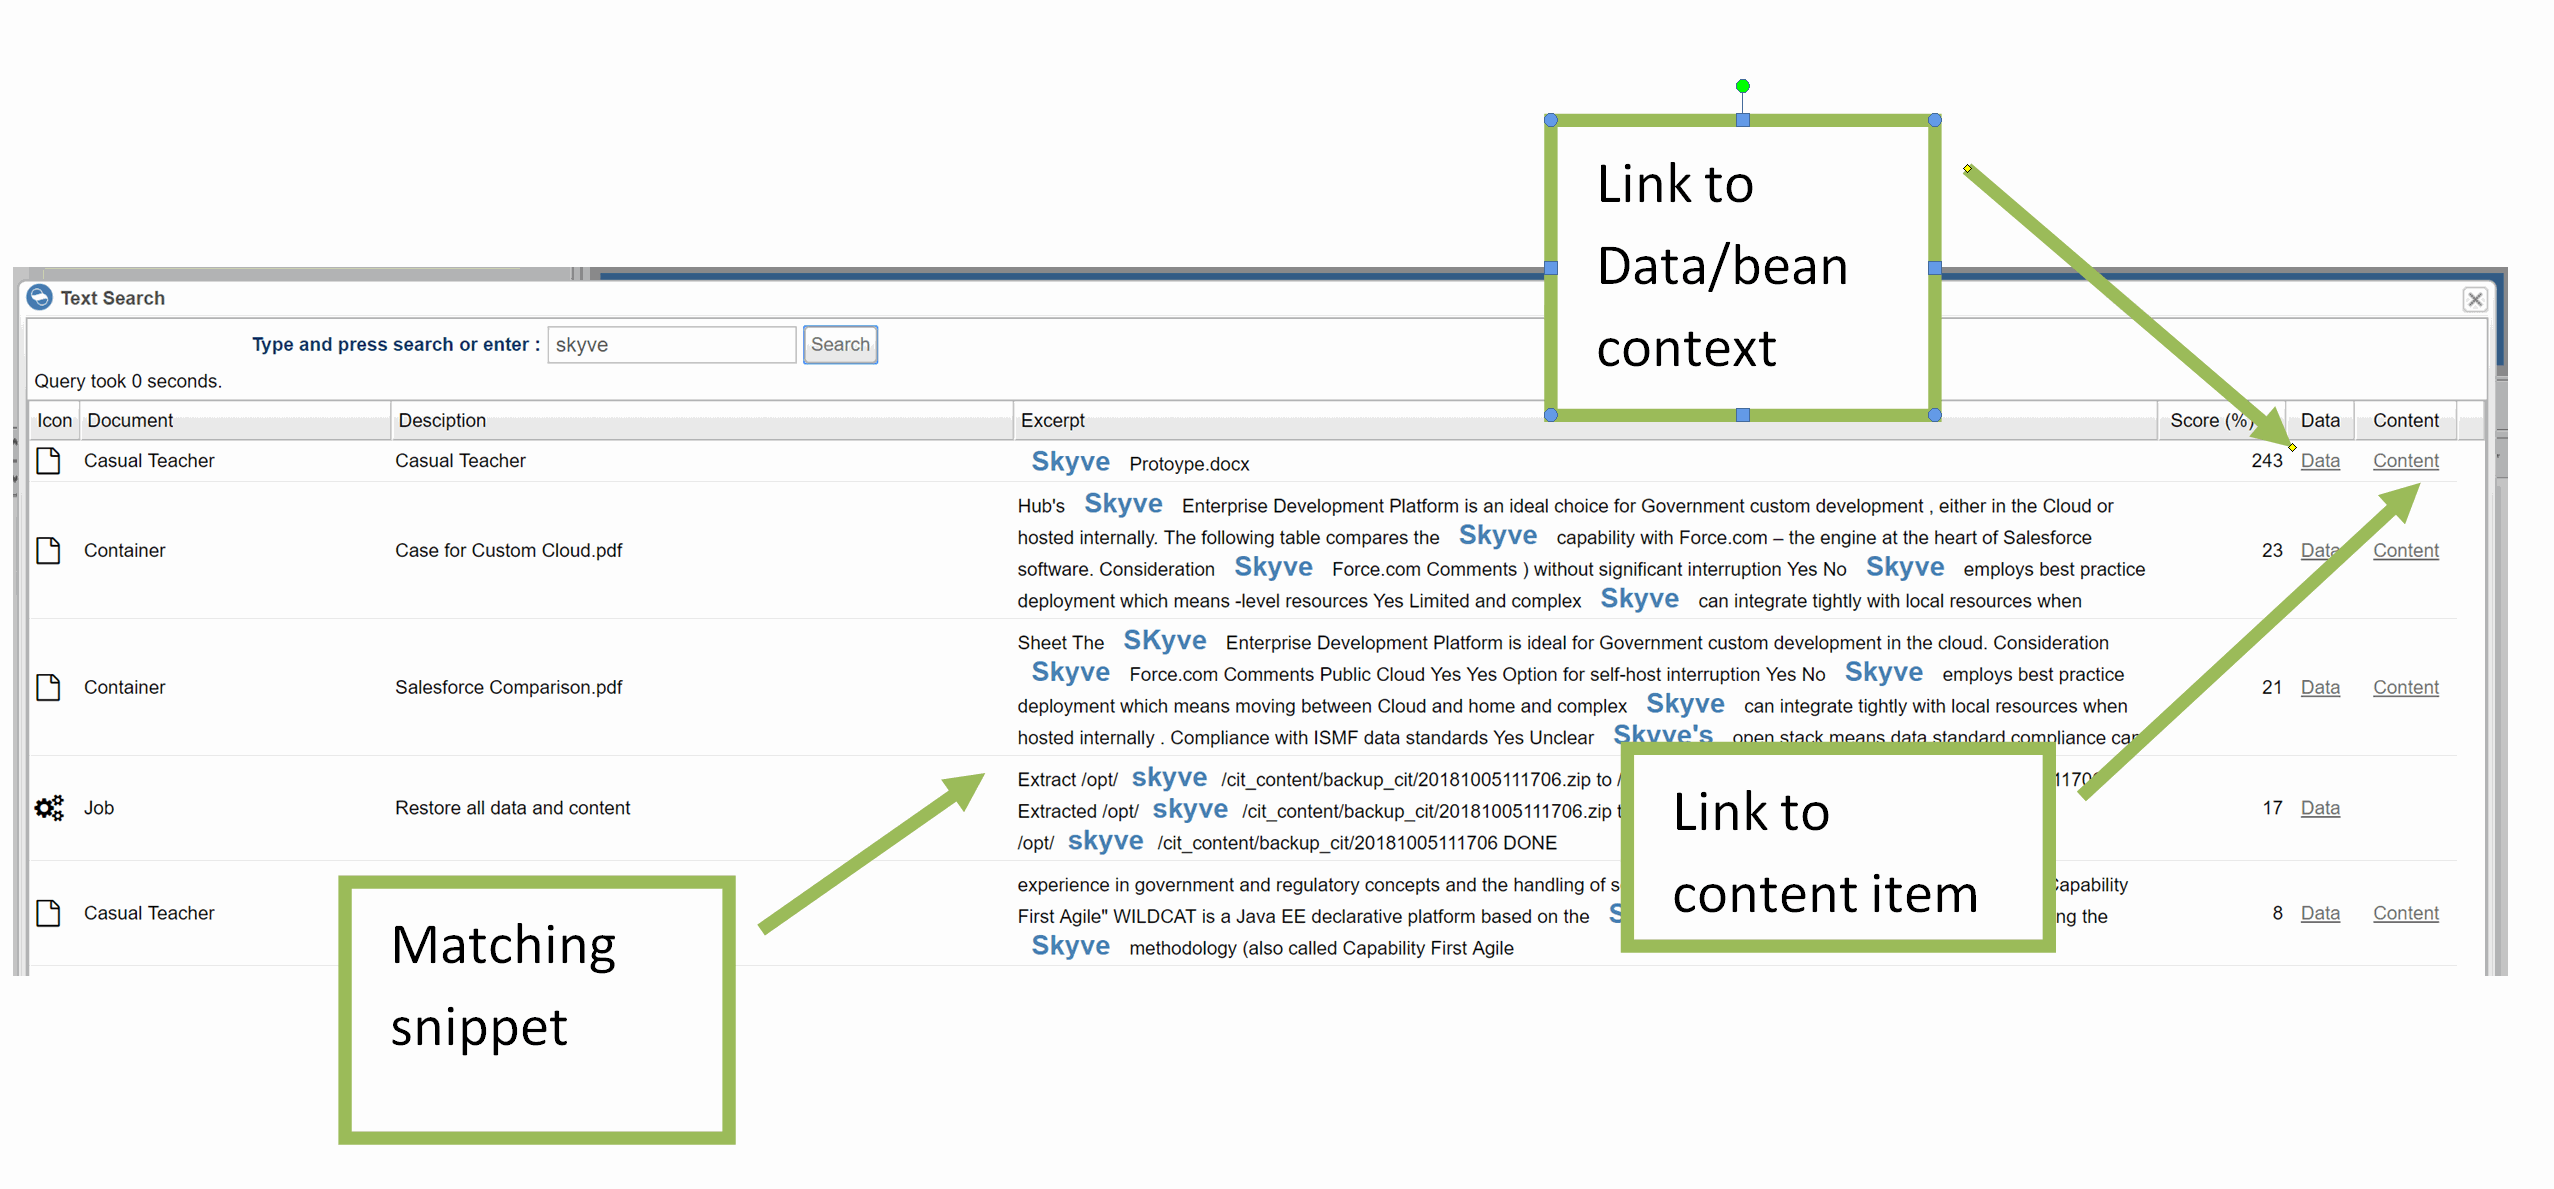 Link to
Data/bean
context
Text Search
Type and press search or enter : skyve Search
Query took 0 seconds.
Icon Document Desciption Excerpt Score (%) Data Content
Casual Teacher Casual Teacher Skyve Protoype.docx 243 Data Content
Hub's Skyve Enterprise Development Platform is an ideal choice for Government custom development , either in the Cloud or
hosted internally. The following table compares the Skyve capability with Force.com – the engine at the heart of Salesforce
Container Case for Custom Cloud.pdf 23 Data Content
software. Consideration Skyve Force.com Comments ) without significant interruption Yes No Skyve employs best practice
deployment which means -level resources Yes Limited and complex Skyve can integrate tightly with local resources when
Sheet The SKyve Enterprise Development Platform is ideal for Government custom development in the cloud. Consideration
Skyve Force.com Comments Public Cloud Yes Yes Option for self-host interruption Yes No Skyve employs best practice
Container Salesforce Comparison.pdf 21 Data Content
deployment which means moving between Cloud and home and complex Skyve can integrate tightly with local resources when
hosted internally . Compliance with ISMF data standards Yes Unclear Skyve's open stack means data standard compliance can
Extract /opt/ skyve /cit_content/backup_cit/20181005111706.zip to
Job Restore all data and content 17 Data
Extracted /opt/ skyve /cit_content/backup_cit/20181005111706.zip
/opt/ skyve /cit_content/backup_cit/20181005111706 DONE
experience in government and regulatory concepts and the handling of
Capability
Casual Teacher 8 Data Content
First Agile" WILDCAT is a Java EE declarative platform based on the
the
Skyve methodology (also called Capability First Agile
Link to
content item
Matching
snippet